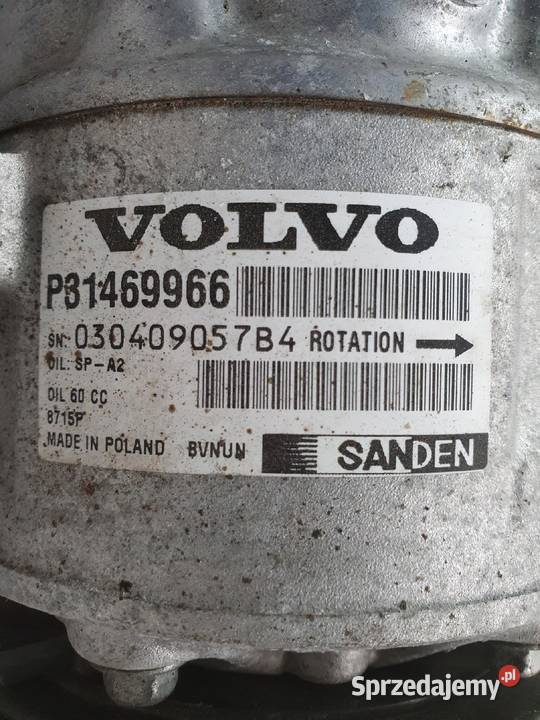 VOLVO
P31469966
SN: 030409057B4 ROTATION
OIL: SP-A2
OIL 60 CC
8715P
MADE IN POLAND BVNUN SANDEN
Sprzedajemy.pl